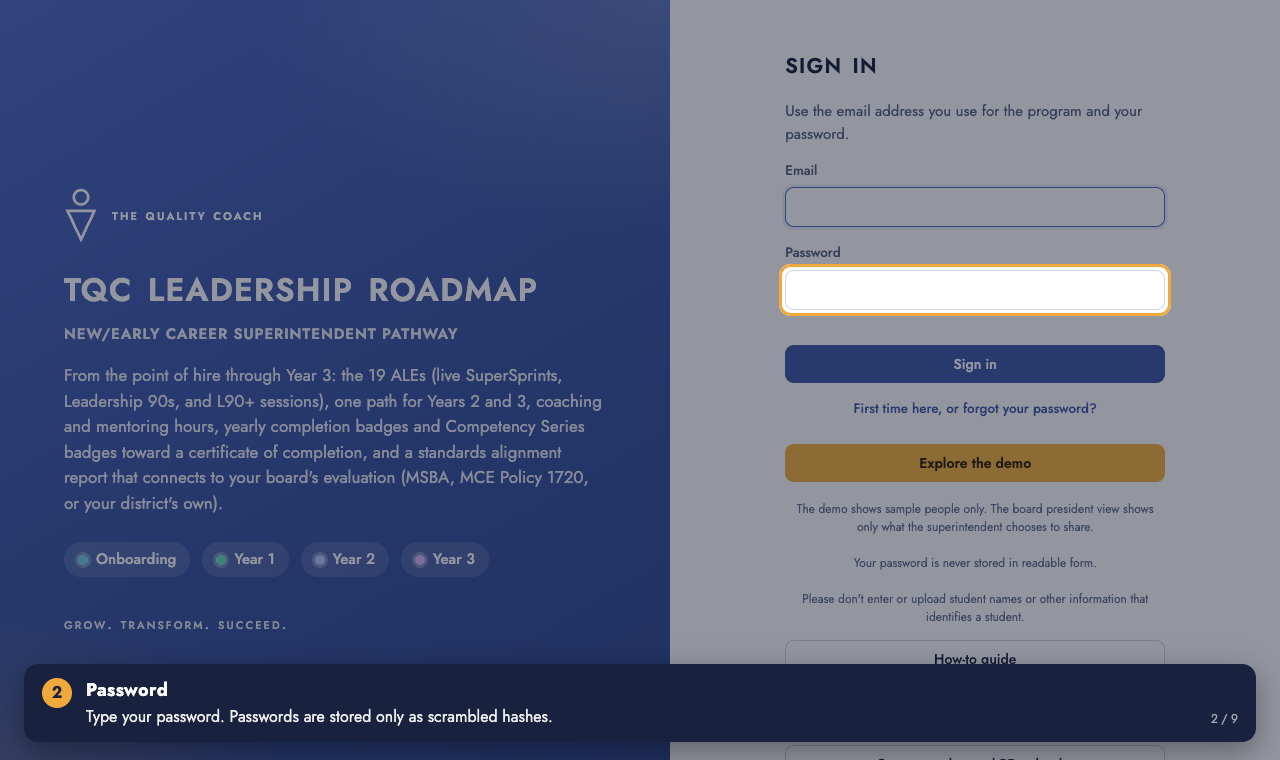 THE QUALITY COACH
TQC LEADERSHIP ROADMAP
NEW/EARLY CAREER SUPERINTENDENT PATHWAY
From the point of hire through Year 3: the 19 ALEs (live SuperSprints,
Leadership 90s, and L90+ sessions), one path for Years 2 and 3, coaching
and mentoring hours, yearly completion badges and Competency Series
badges toward a certificate of completion, and a standards alignment
report that connects to your board's evaluation (MSBA, MCE Policy 1720,
or your district's own).
Onboarding
Year 1
Year 2
Year 3
GROW. TRANSFORM. SUCCEED.
SIGN IN
Use the email address you use for the program and your
password.
Email
Password
Sign in
First time here, or forgot your password?
Explore the demo
The demo shows sample people only. The board president view shows
only what the superintendent chooses to share.
Your password is never stored in readable form.
Please don't enter or upload student names or other information that
identifies a student.
How-to guide
2
Password
Type your password. Passwords are stored only as scrambled hashes.
2 / 9